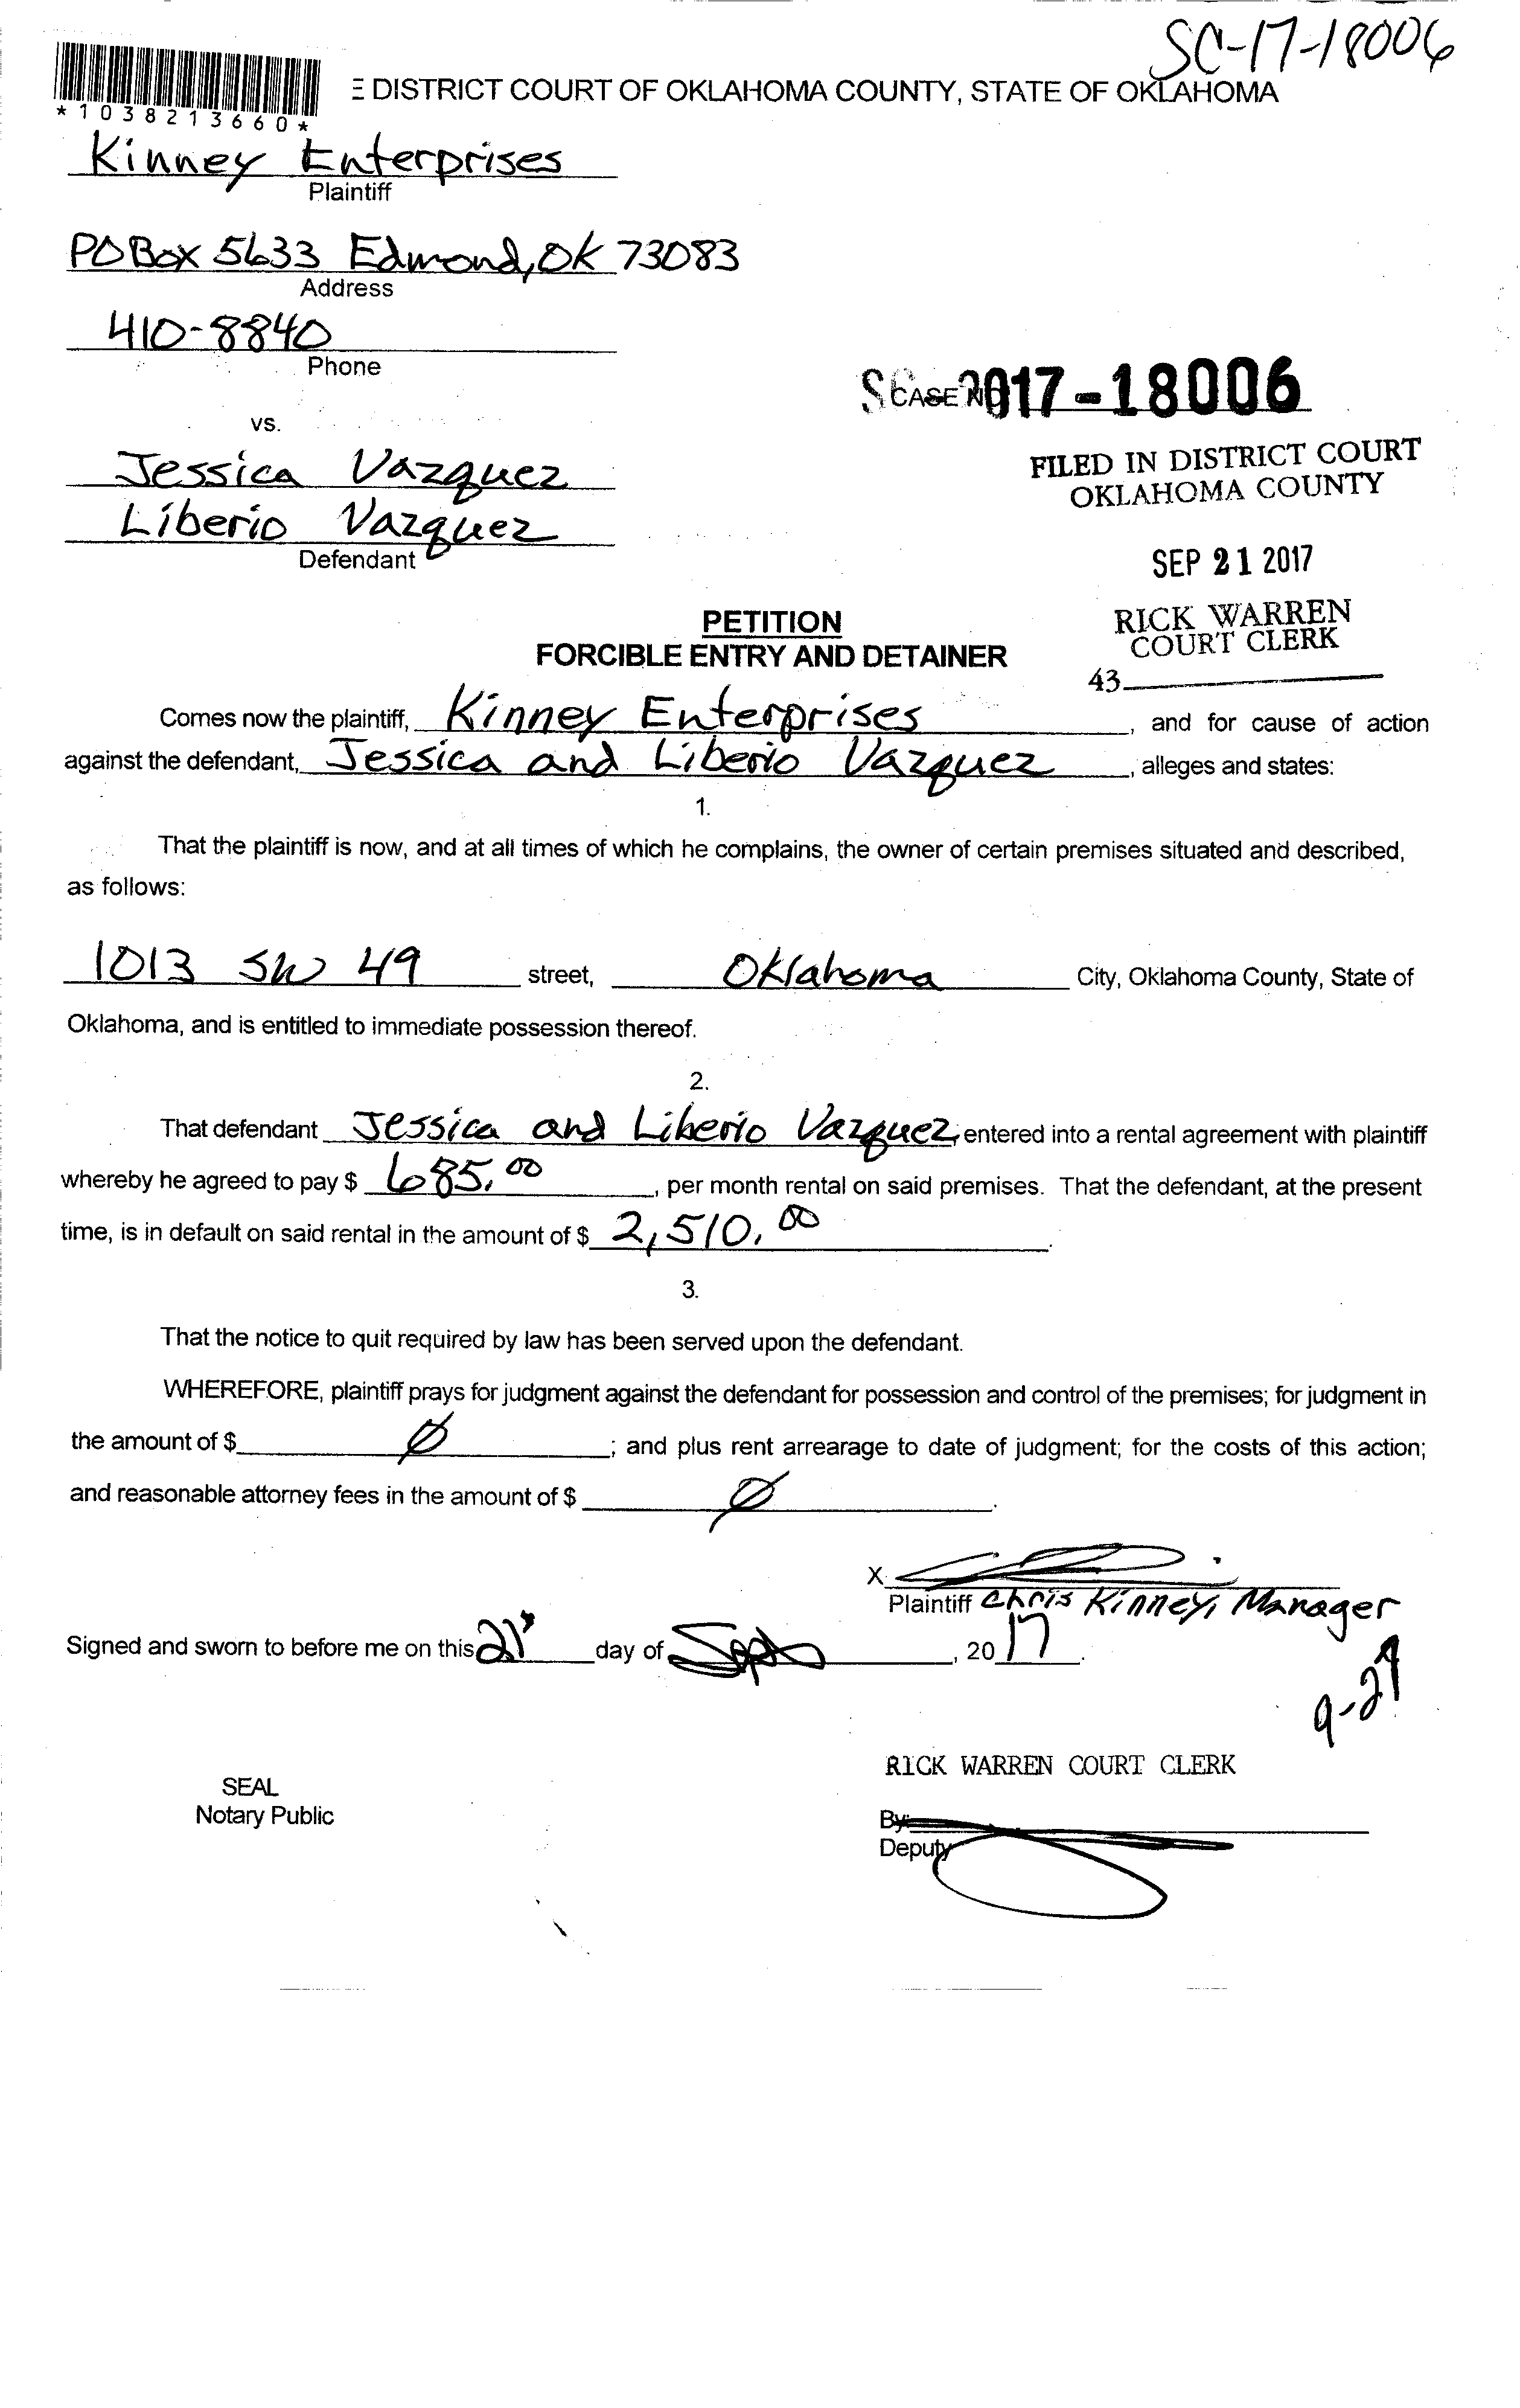 SC-17-18006
E DISTRICT COURT OF OKLAHOMA COUNTY, STATE OF OKLAHOMA
*1038213660*
Kinney Enterprises
Plaintiff
PO Box 5633 Edmond, OK 73083
Address
410-8840
Phone
SC CASE NO 2017-18006
vs.
Jessica Vazquez
Liberio Vazquez
Defendant
FILED IN DISTRICT COURT
OKLAHOMA COUNTY
SEP 21 2017
RICK WARREN
COURT CLERK
43
PETITION
FORCIBLE ENTRY AND DETAINER
Comes now the plaintiff, Kinney Enterprises, and for cause of action
against the defendant, Jessica and Liberio Vazquez, alleges and states:
1.
That the plaintiff is now, and at all times of which he complains, the owner of certain premises situated and described,
as follows:
1013 SW 49 street, Oklahoma City, Oklahoma County, State of
Oklahoma, and is entitled to immediate possession thereof.
2.
That defendant Jessica and Liberio Vazquez, entered into a rental agreement with plaintiff
whereby he agreed to pay $ 685.00, per month rental on said premises. That the defendant, at the present
time, is in default on said rental in the amount of $ 2,510.00.
3.
That the notice to quit required by law has been served upon the defendant.
WHEREFORE, plaintiff prays for judgment against the defendant for possession and control of the premises; for judgment in
the amount of $ Ø; and plus rent arrearage to date of judgment; for the costs of this action;
and reasonable attorney fees in the amount of $ Ø.
X
Plaintiff Chris Kinney, Manager
Signed and sworn to before me on this 21 day of Sept, 2017.
9-29
RICK WARREN COURT CLERK
SEAL
Notary Public
By:
Deputy